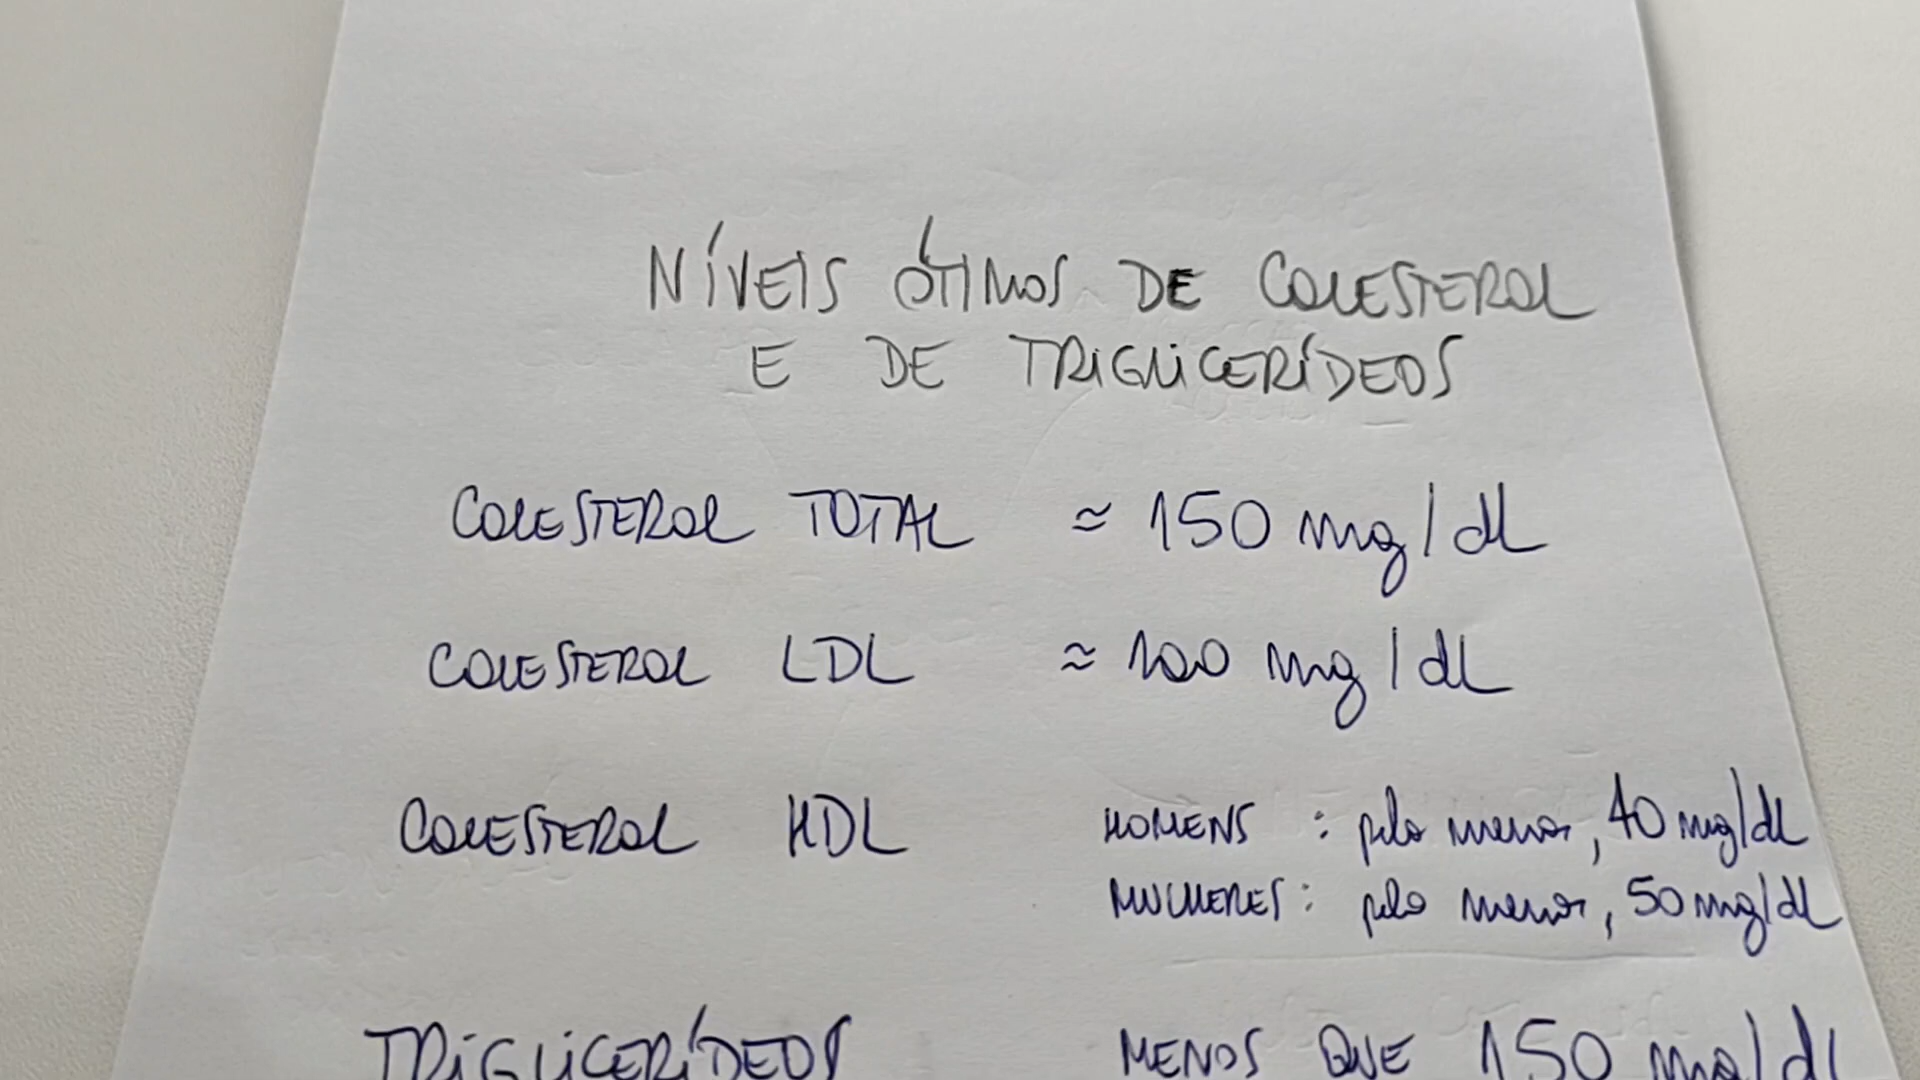 NÍVEIS ÓTIMOS DE COLESTEROL
E DE TRIGLICERÍDEOS
COLESTEROL TOTAL ≈ 150 mg/dL
COLESTEROL LDL ≈ 100 mg/dL
COLESTEROL HDL HOMENS : pelo menos, 40 mg/dL
MULHERES : pelo menos, 50 mg/dL
TRIGLICERÍDEOS MENOS QUE 150 mg/dL